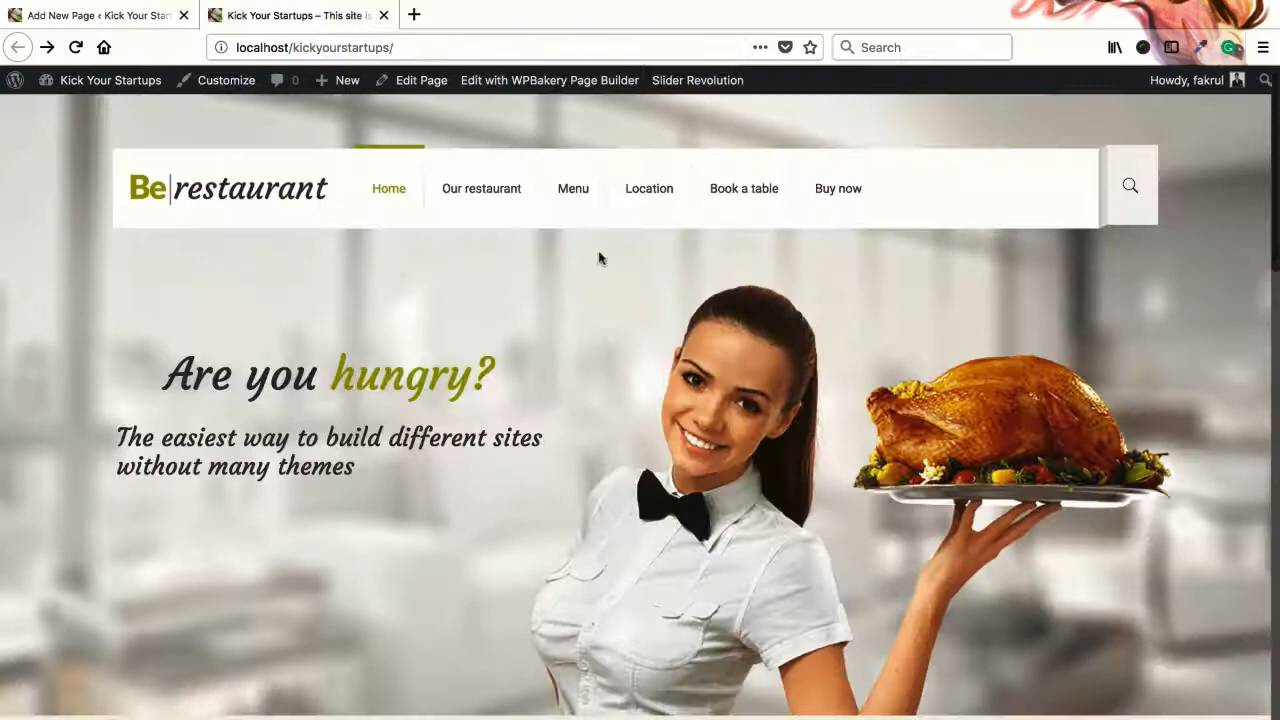 Add New Page ‹ Kick Your Start
Kick Your Startups – This site is
localhost/kickyourstartups/
Search
Kick Your Startups
Customize
0
New
Edit Page
Edit with WPBakery Page Builder
Slider Revolution
Howdy, fakrul
Be|restaurant
Home
Our restaurant
Menu
Location
Book a table
Buy now
Are you hungry?
The easiest way to build different sites
without many themes